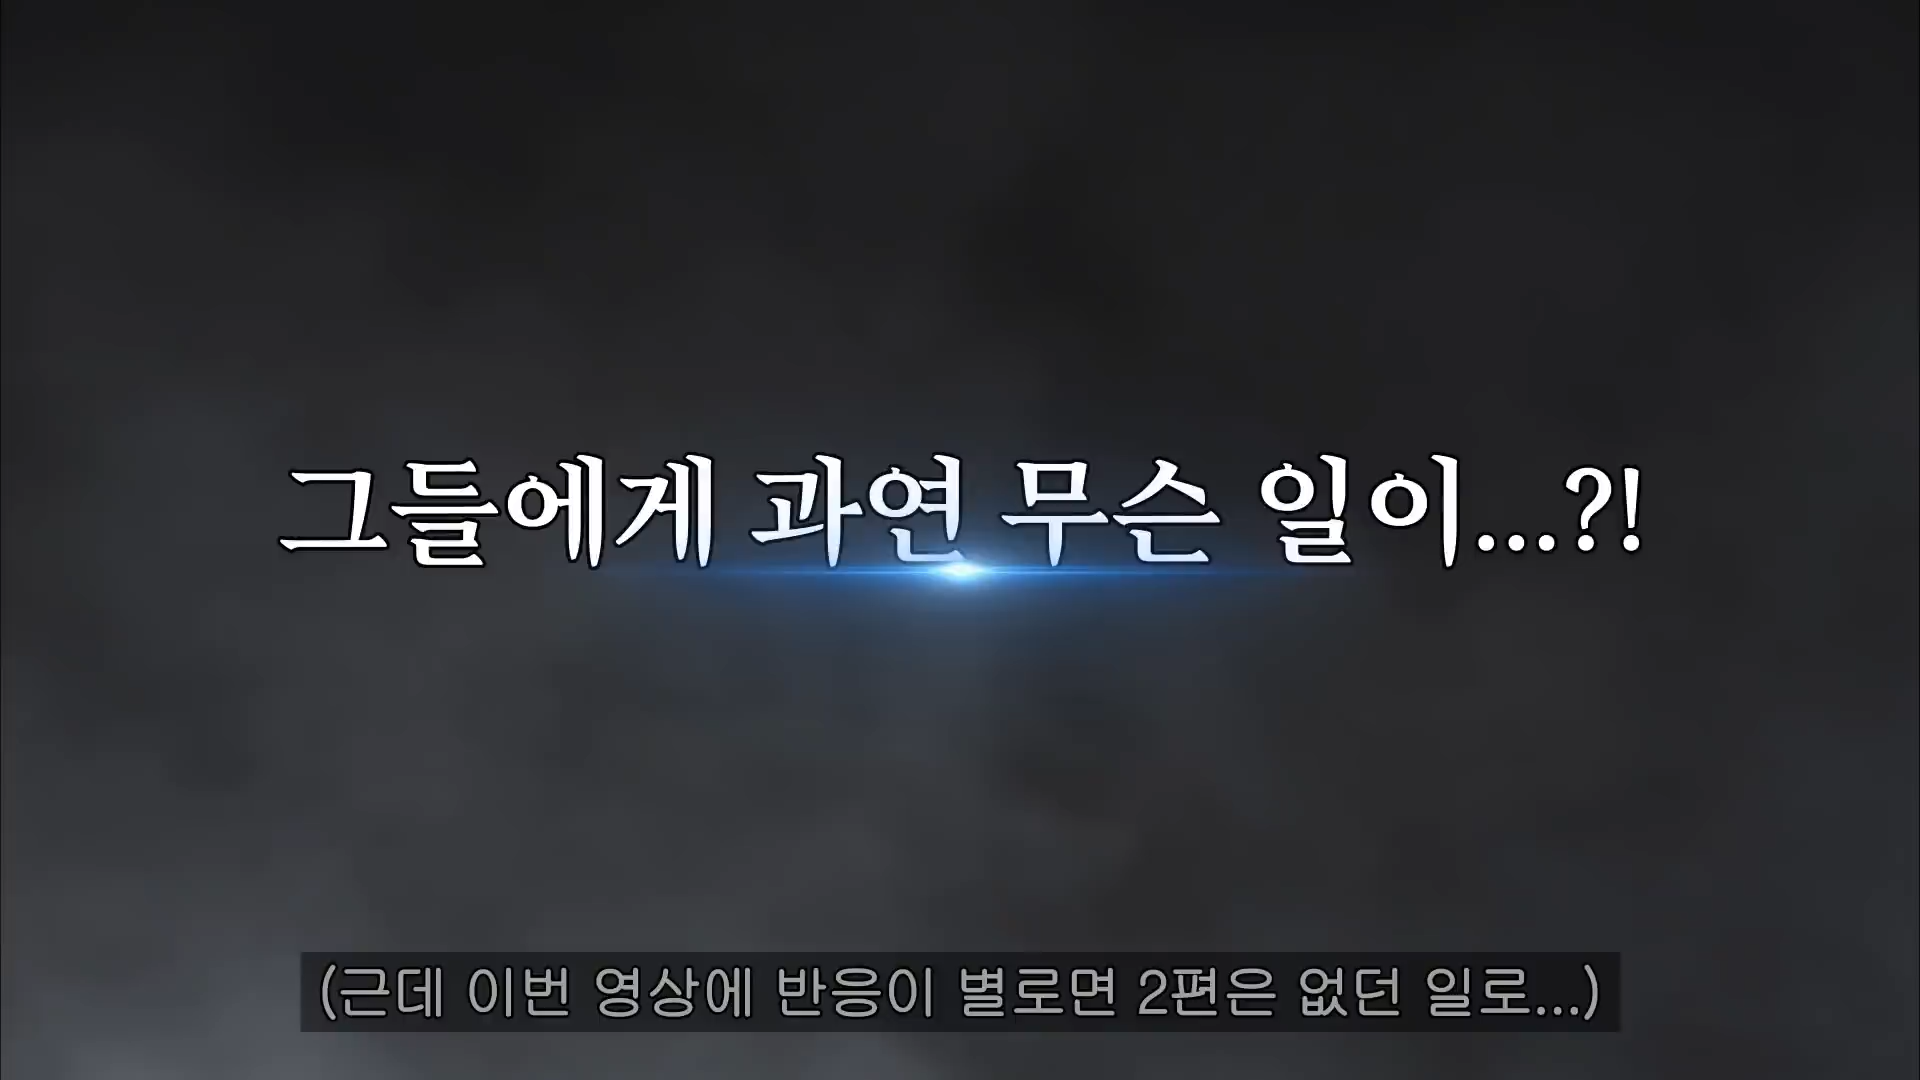 그들에게 과연 무슨 일이...?!
(근데 이번 영상에 반응이 별로면 2편은 없던 일로...)